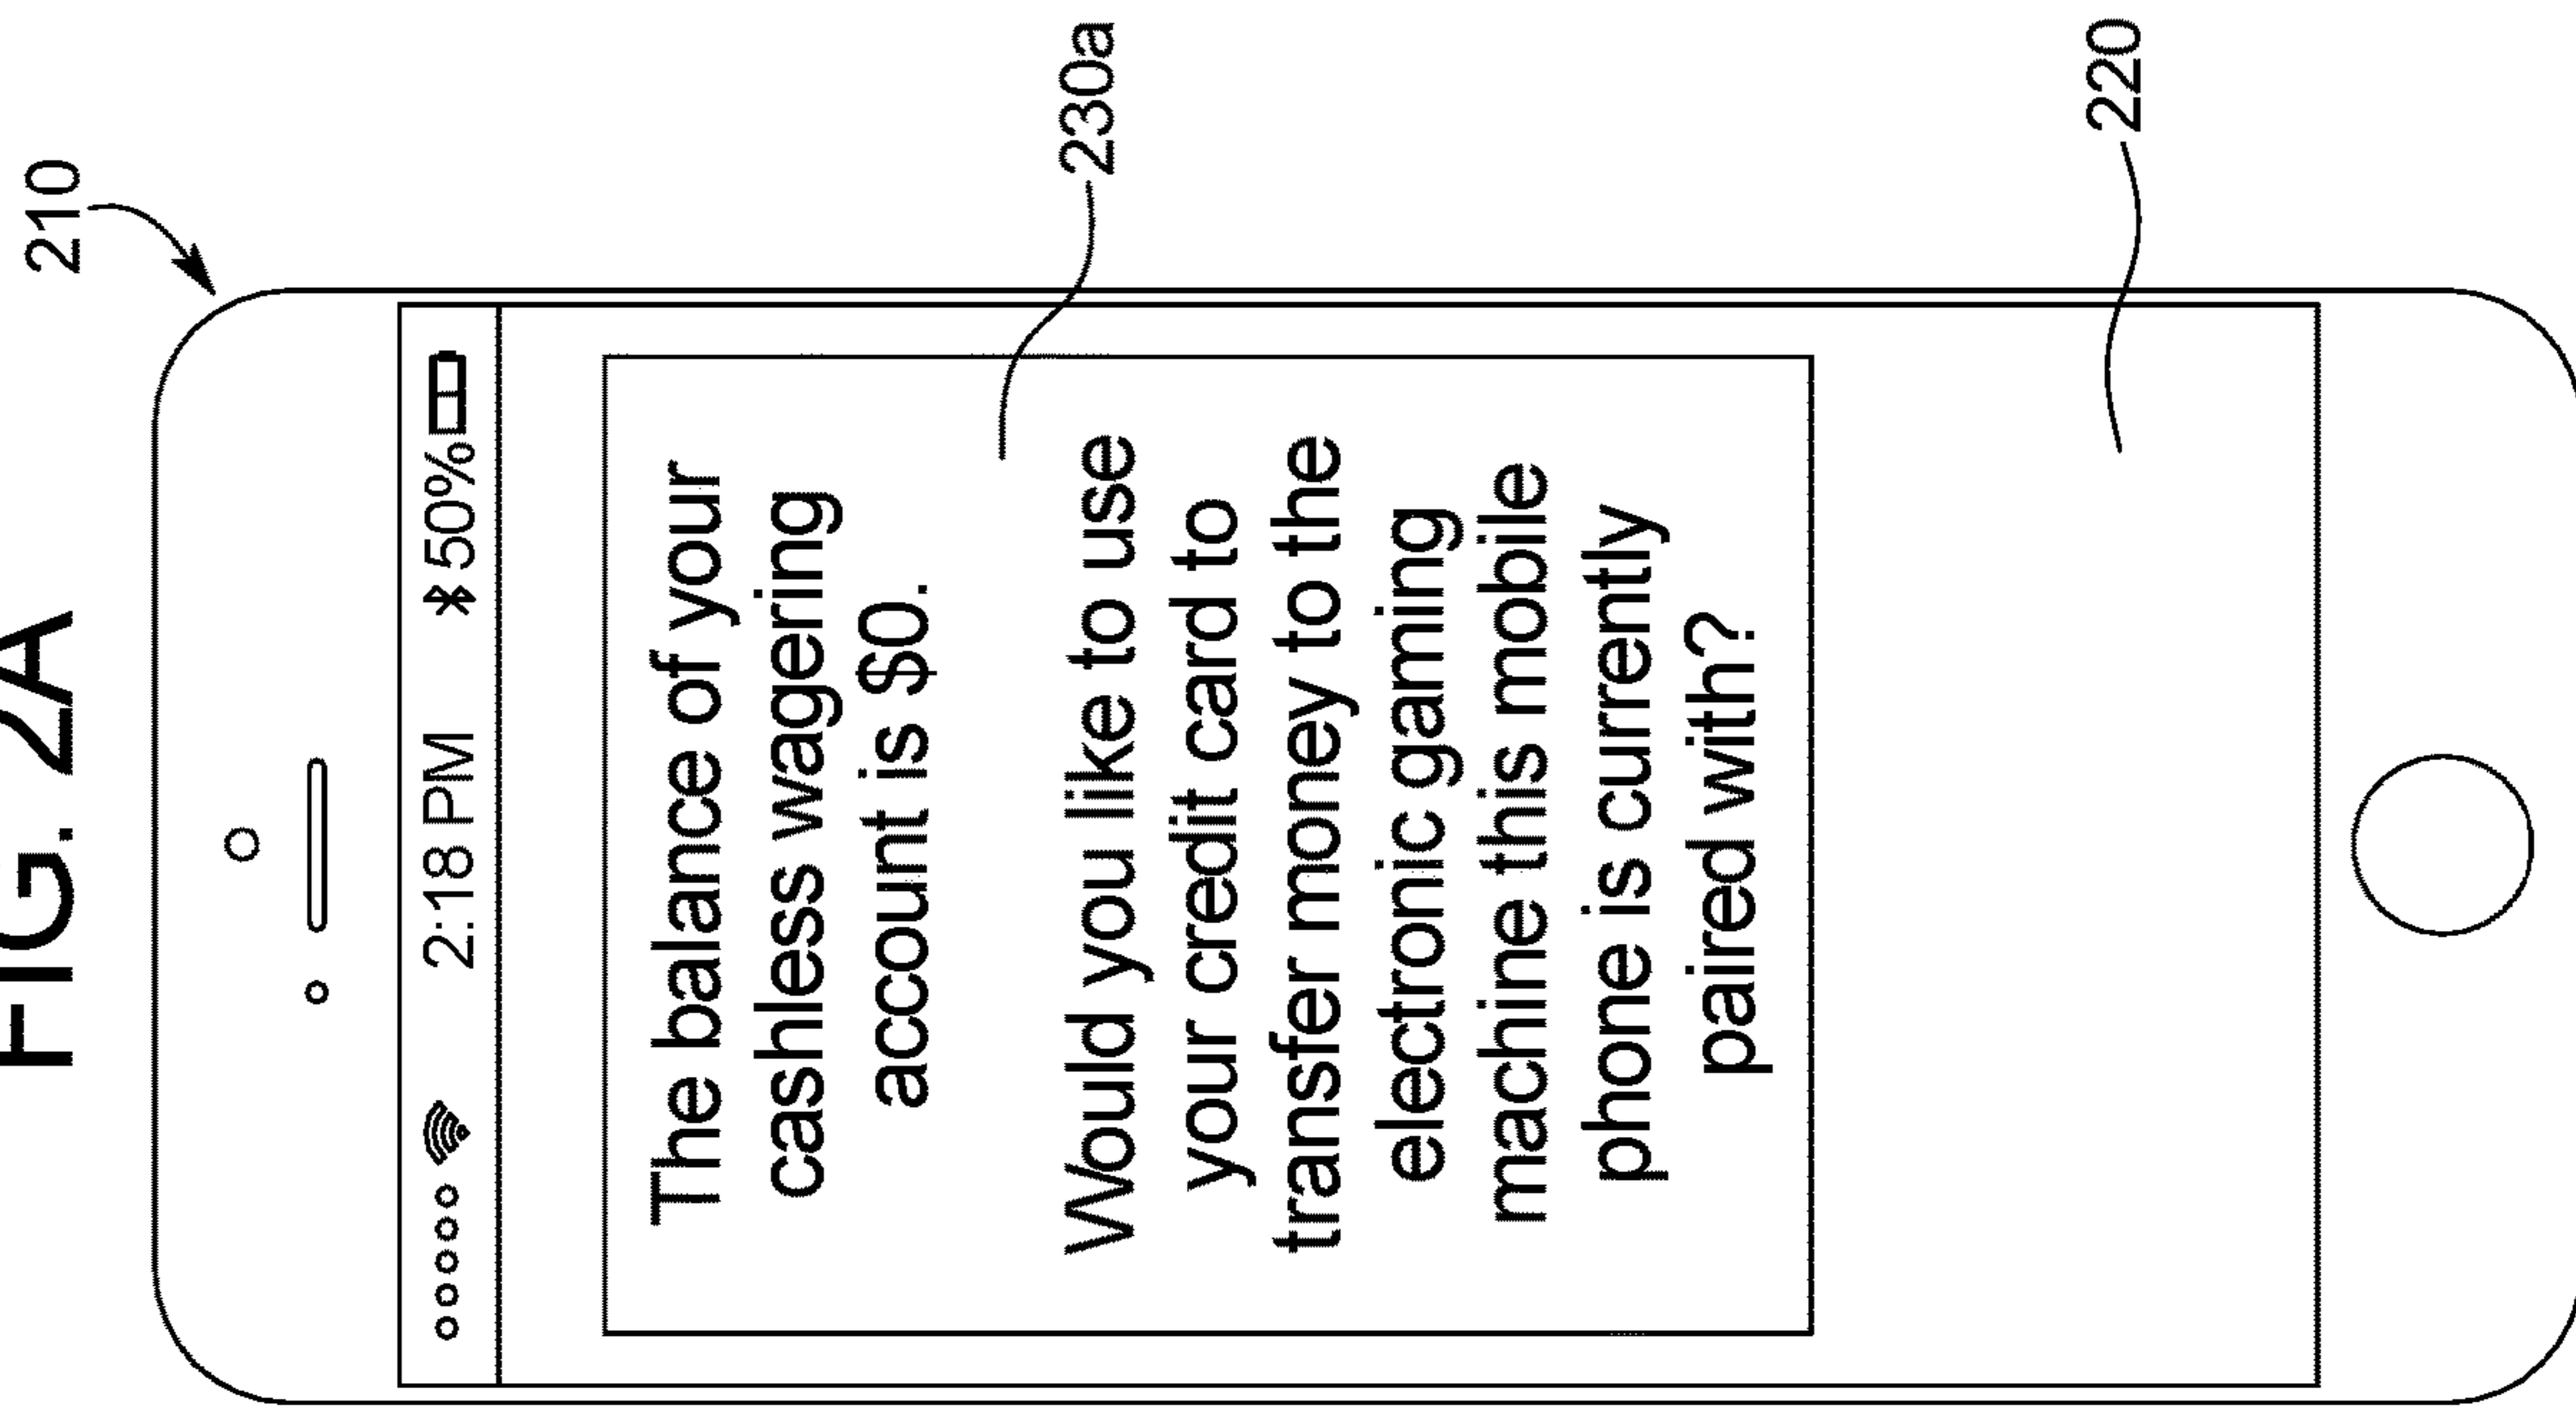 FIG. 2A
210
2:18 PM 50%
The balance of your
cashless wagering
account is $0.
230a
Would you like to use
your credit card to
transfer money to the
electronic gaming
machine this mobile
phone is currently
paired with?
220